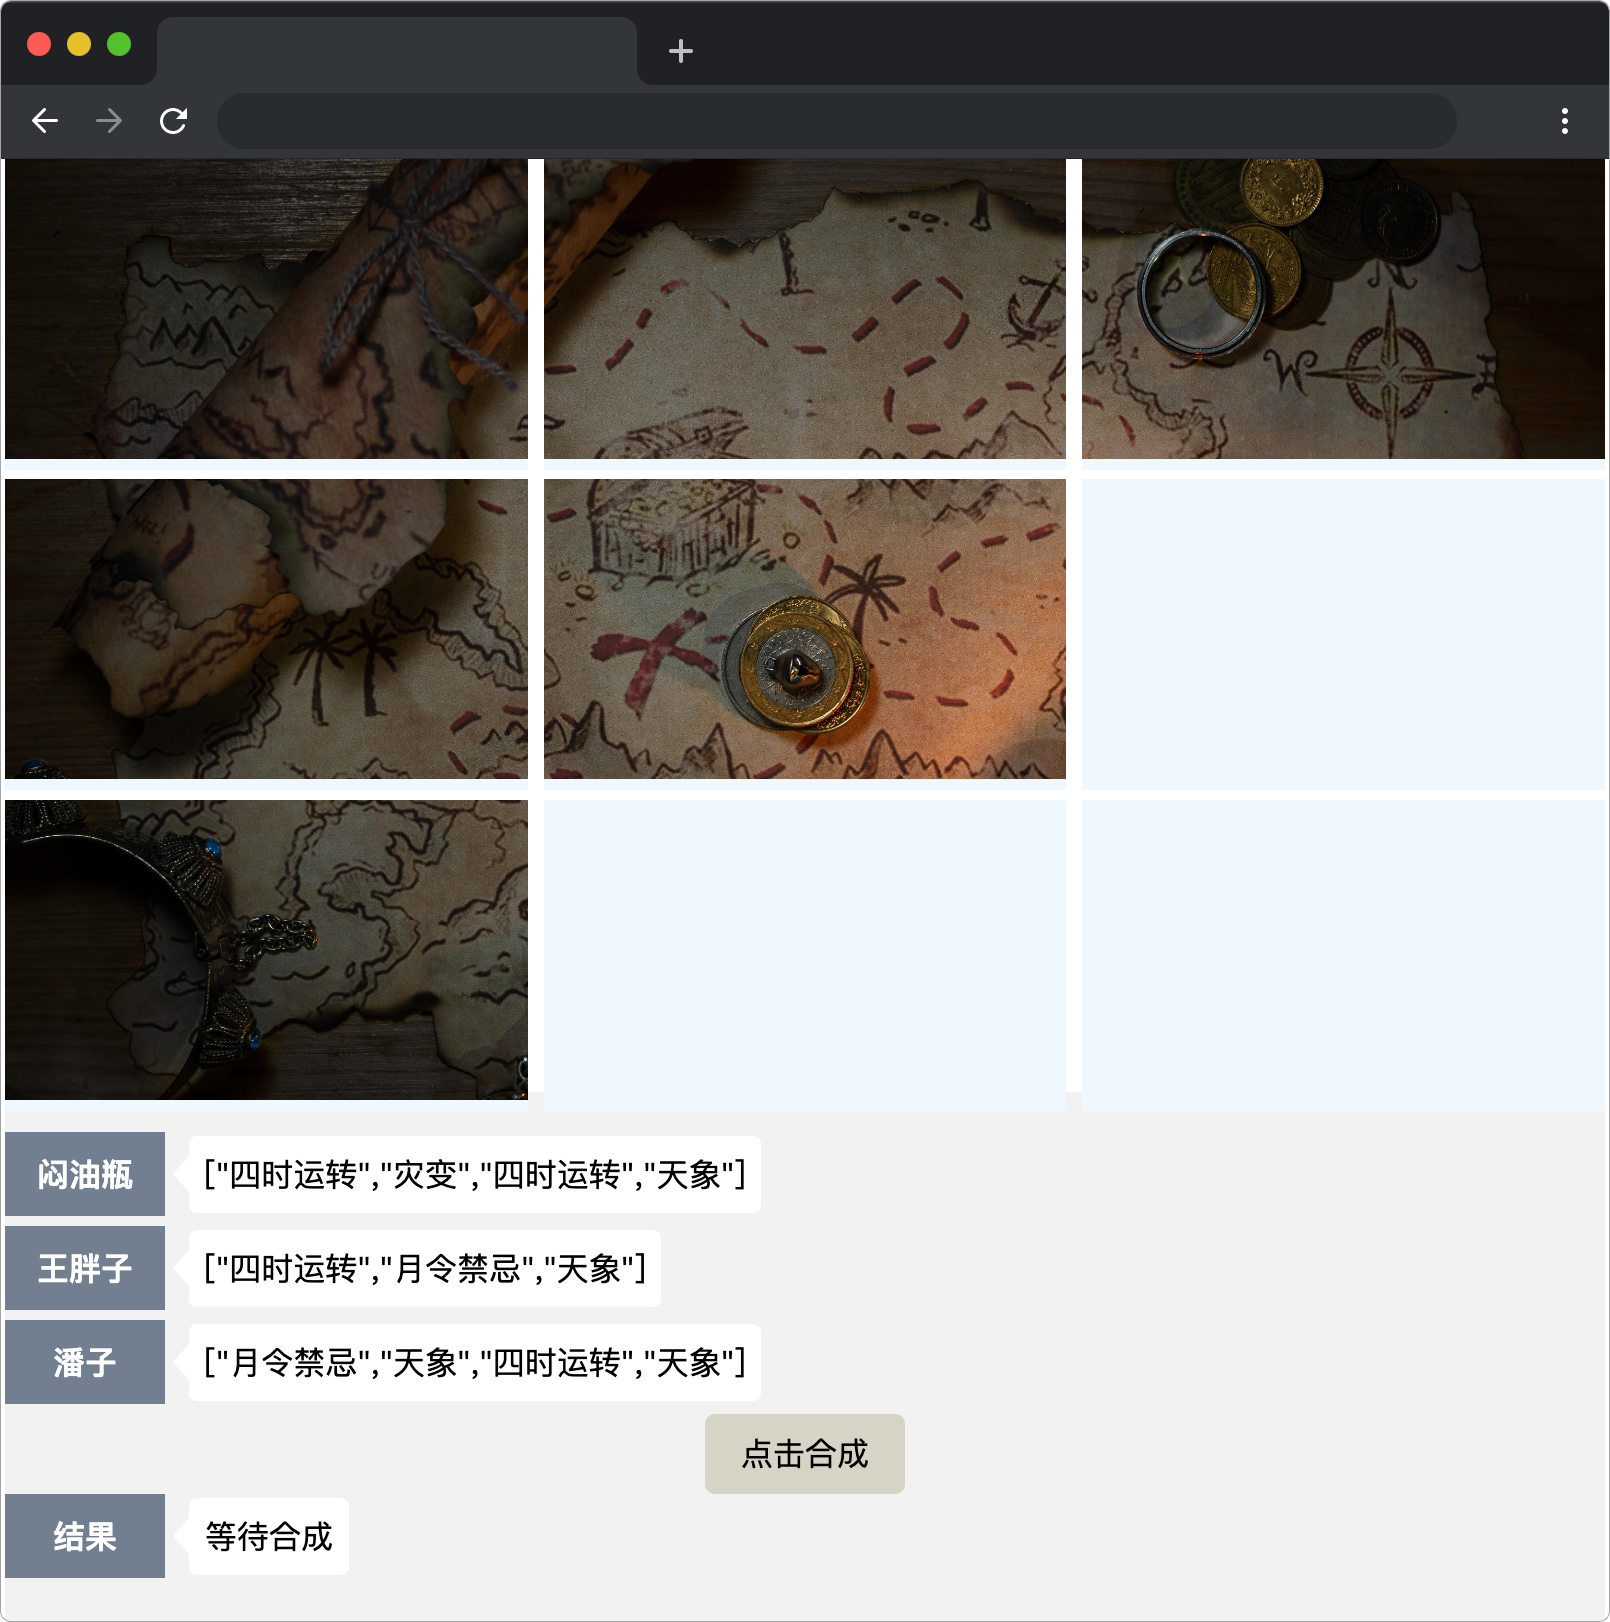 W
闷油瓶
["四时运转","灾变","四时运转","天象"]
王胖子
["四时运转","月令禁忌","天象"]
潘子
["月令禁忌","天象","四时运转","天象"]
点击合成
结果
等待合成